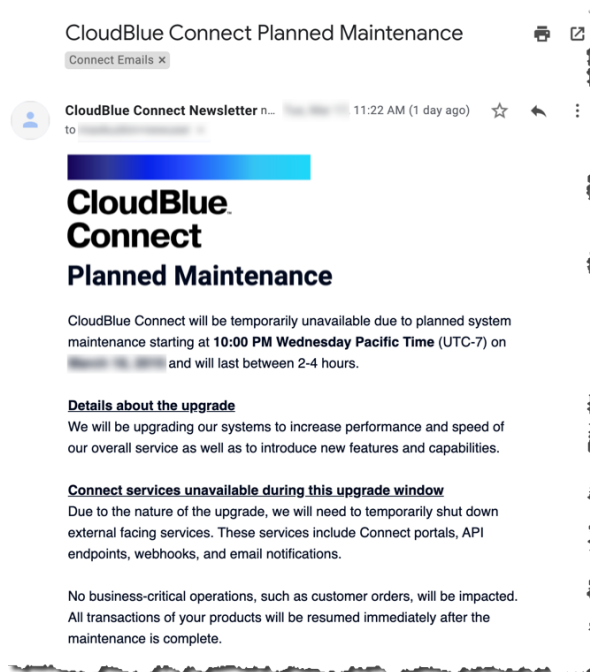 CloudBlue Connect Planned Maintenance
Connect Emails ×
CloudBlue Connect Newsletter n... 11:22 AM (1 day ago)
to
CloudBlue™
Connect
Planned Maintenance
CloudBlue Connect will be temporarily unavailable due to planned system
maintenance starting at 10:00 PM Wednesday Pacific Time (UTC-7) on
and will last between 2-4 hours.
Details about the upgrade
We will be upgrading our systems to increase performance and speed of
our overall service as well as to introduce new features and capabilities.
Connect services unavailable during this upgrade window
Due to the nature of the upgrade, we will need to temporarily shut down
external facing services. These services include Connect portals, API
endpoints, webhooks, and email notifications.
No business-critical operations, such as customer orders, will be impacted.
All transactions of your products will be resumed immediately after the
maintenance is complete.